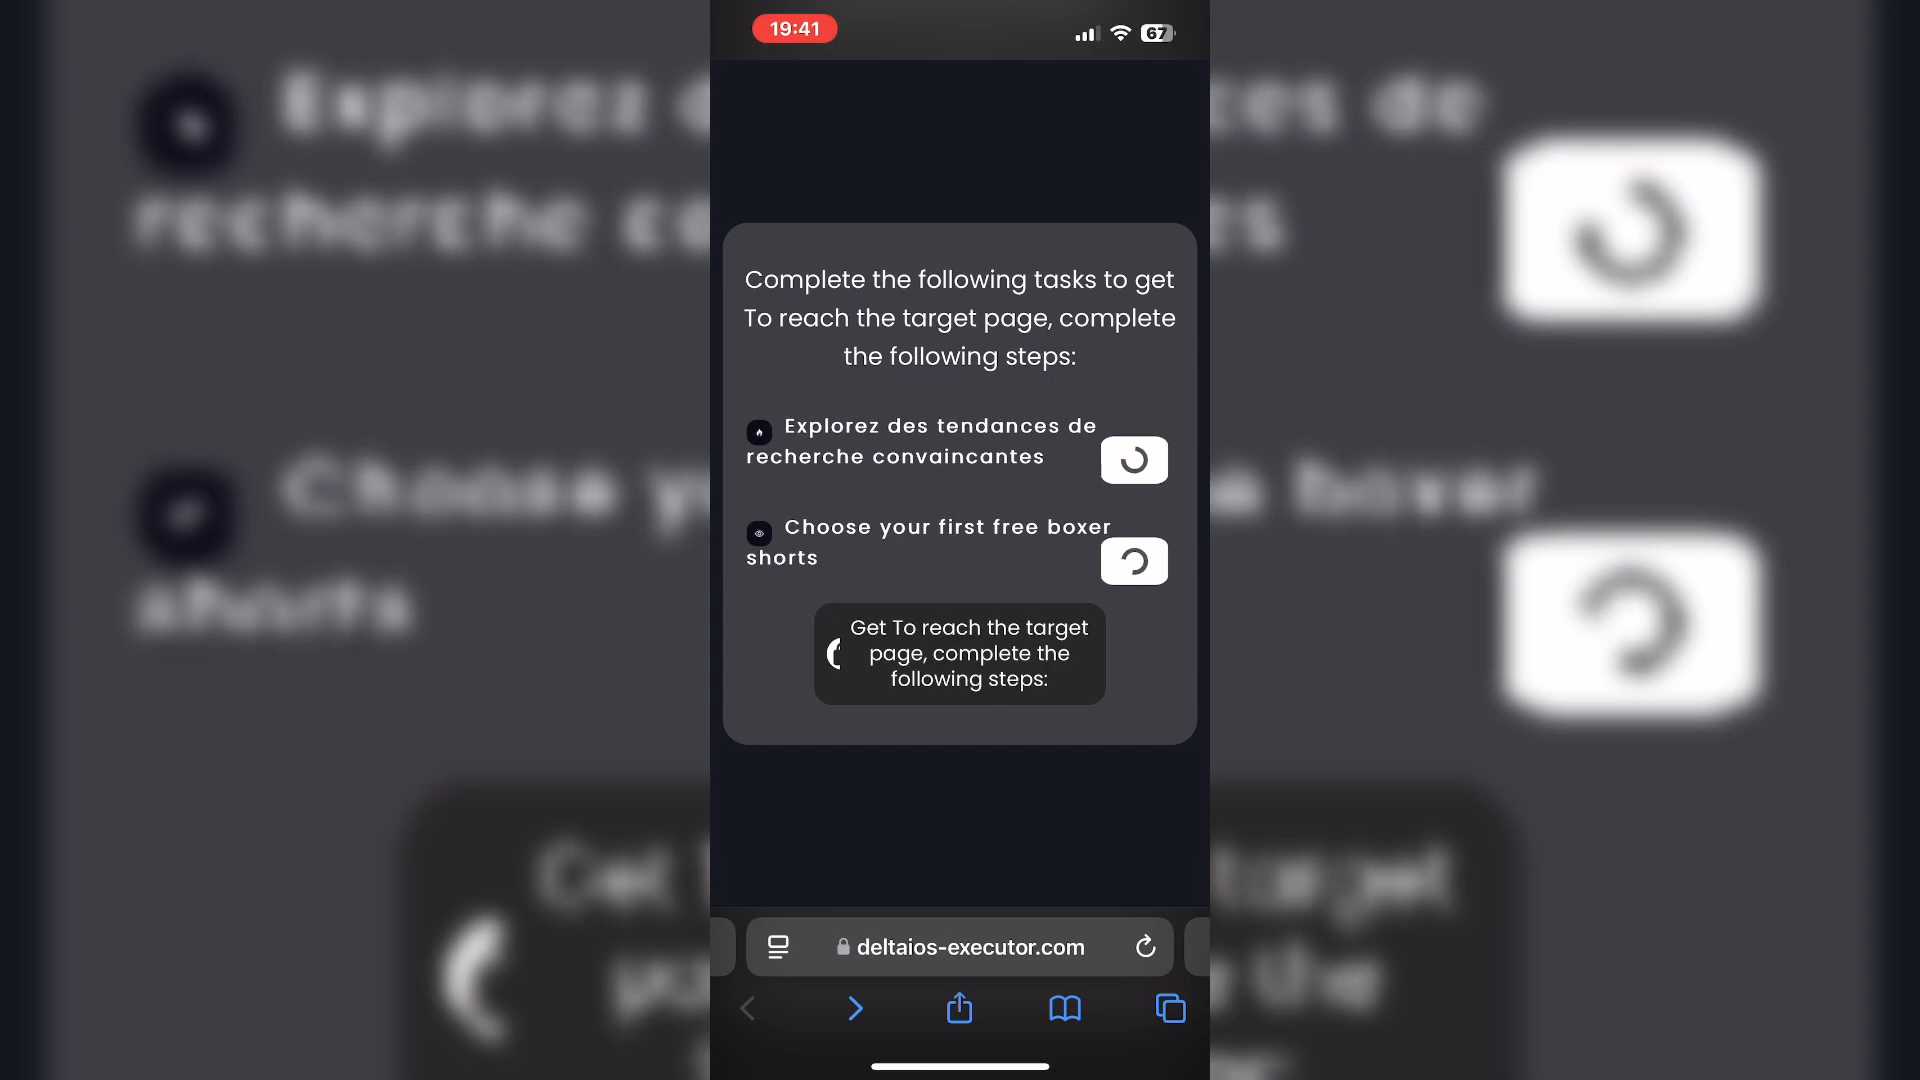 19:41
67
Complete the following tasks to get
To reach the target page, complete
the following steps:
Explorez des tendances de
recherche convaincantes
Choose your first free boxer
shorts
Get To reach the target
page, complete the
following steps:
deltaios-executor.com